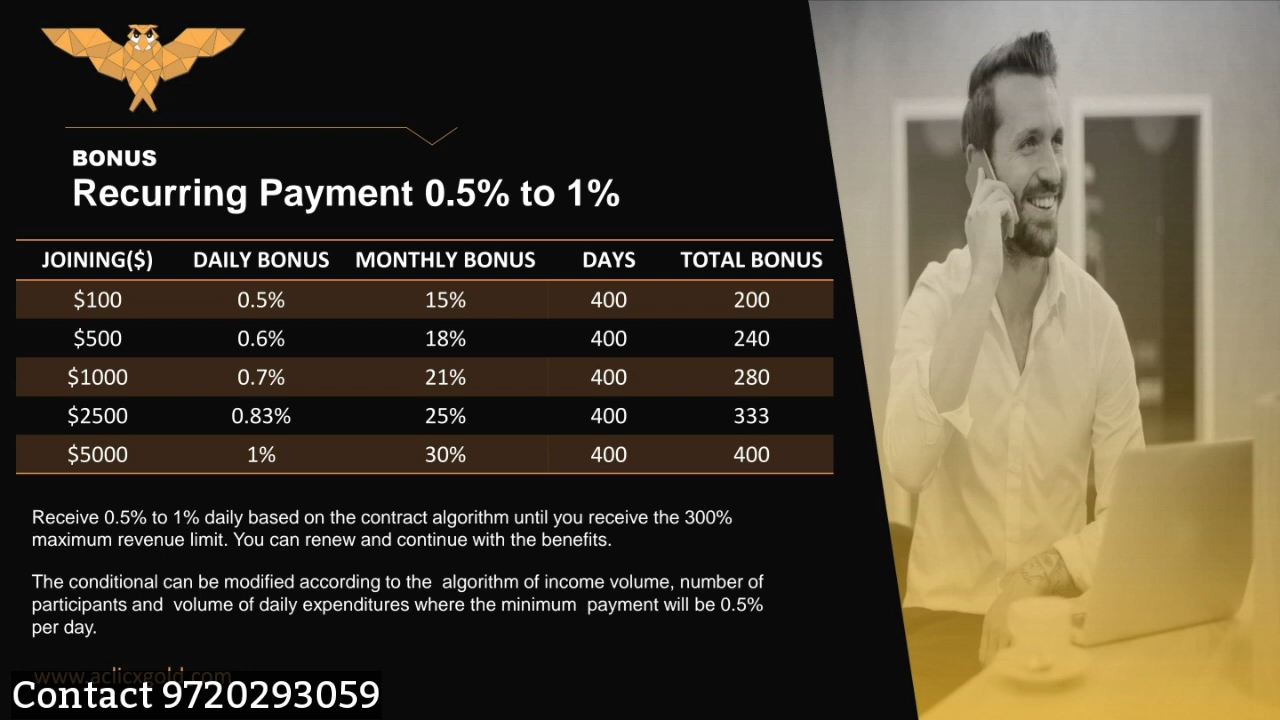 BONUS
Recurring Payment 0.5% to 1%
JOINING($) DAILY BONUS MONTHLY BONUS DAYS TOTAL BONUS
$100 0.5% 15% 400 200
$500 0.6% 18% 400 240
$1000 0.7% 21% 400 280
$2500 0.83% 25% 400 333
$5000 1% 30% 400 400
Receive 0.5% to 1% daily based on the contract algorithm until you receive the 300%
maximum revenue limit. You can renew and continue with the benefits.
The conditional can be modified according to the algorithm of income volume, number of
participants and volume of daily expenditures where the minimum payment will be 0.5%
per day.
www.aclicxgold.com
Contact 9720293059